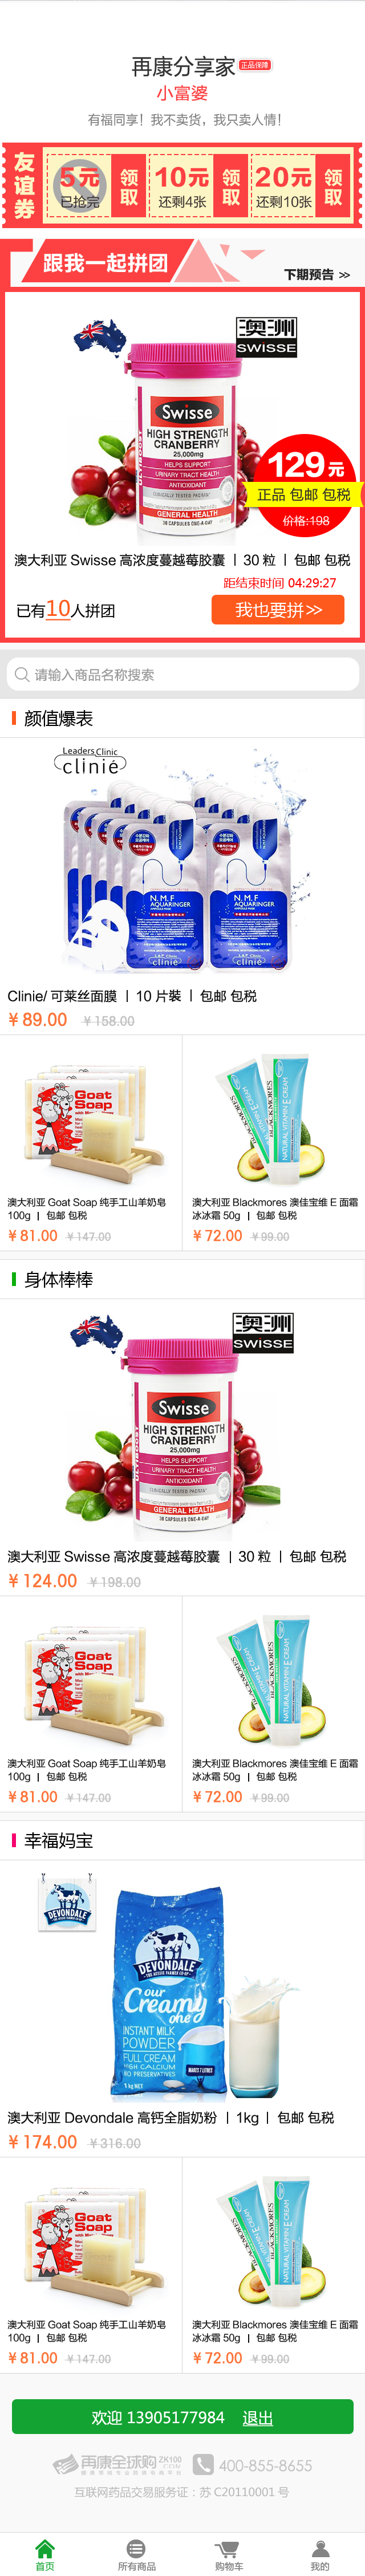 再康分享家 正品保障
小富婆
有福同享！我不卖货，我只卖人情！
友谊券
5元 已抢完 领取
10元 还剩4张 领取
20元 还剩10张 领取
跟我一起拼团
下期预告 >>
澳洲
SWISSE
Swisse
HIGH STRENGTH
CRANBERRY
25,000mg
HELPS SUPPORT
URINARY TRACT HEALTH
ANTIOXIDANT
CLINICALLY TESTED PACRAN
GENERAL HEALTH
30 CAPSULES ONE-A-DAY
129元
正品 包邮 包税
价格:198
澳大利亚 Swisse 高浓度蔓越莓胶囊 | 30 粒 | 包邮 包税
距结束时间 04:29:27
已有10人拼团
我也要拼>>
请输入商品名称搜索
颜值爆表
Leaders Clinic
clinié
N.M.F
AQUARINGER
N.M.F
AQUARINGER
clinié
clinié
Clinie/ 可莱丝面膜 | 10 片裝 | 包邮 包税
¥ 89.00 ¥ 158.00
Goat
Soap
BLACKMORES
NATURAL VITAMIN E CREAM
澳大利亚 Goat Soap 纯手工山羊奶皂
100g | 包邮 包税
¥ 81.00 ¥ 147.00
澳大利亚 Blackmores 澳佳宝维 E 面霜
冰冰霜 50g | 包邮 包税
¥ 72.00 ¥ 99.00
身体棒棒
澳洲
SWISSE
Swisse
HIGH STRENGTH
CRANBERRY
25,000mg
HELPS SUPPORT
URINARY TRACT HEALTH
ANTIOXIDANT
CLINICALLY TESTED PACRAN
GENERAL HEALTH
30 CAPSULES ONE-A-DAY
澳大利亚 Swisse 高浓度蔓越莓胶囊 | 30 粒 | 包邮 包税
¥ 124.00 ¥ 198.00
Goat
Soap
BLACKMORES
NATURAL VITAMIN E CREAM
澳大利亚 Goat Soap 纯手工山羊奶皂
100g | 包邮 包税
¥ 81.00 ¥ 147.00
澳大利亚 Blackmores 澳佳宝维 E 面霜
冰冰霜 50g | 包邮 包税
¥ 72.00 ¥ 99.00
幸福妈宝
DEVONDALE
DEVONDALE
our
Creamy
one
INSTANT MILK
POWDER
FULL CREAM
HIGH CALCIUM
NO PRESERVATIVES
MAKES 7 LITRES
1 kg NET
澳大利亚 Devondale 高钙全脂奶粉 | 1kg | 包邮 包税
¥ 174.00 ¥ 316.00
Goat
Soap
BLACKMORES
NATURAL VITAMIN E CREAM
澳大利亚 Goat Soap 纯手工山羊奶皂
100g | 包邮 包税
¥ 81.00 ¥ 147.00
澳大利亚 Blackmores 澳佳宝维 E 面霜
冰冰霜 50g | 包邮 包税
¥ 72.00 ¥ 99.00
欢迎 13905177984 退出
再康全球购 ZK100.COM 400-855-8655
互联网药品交易服务证：苏 C20110001 号
首页 所有商品 购物车 我的